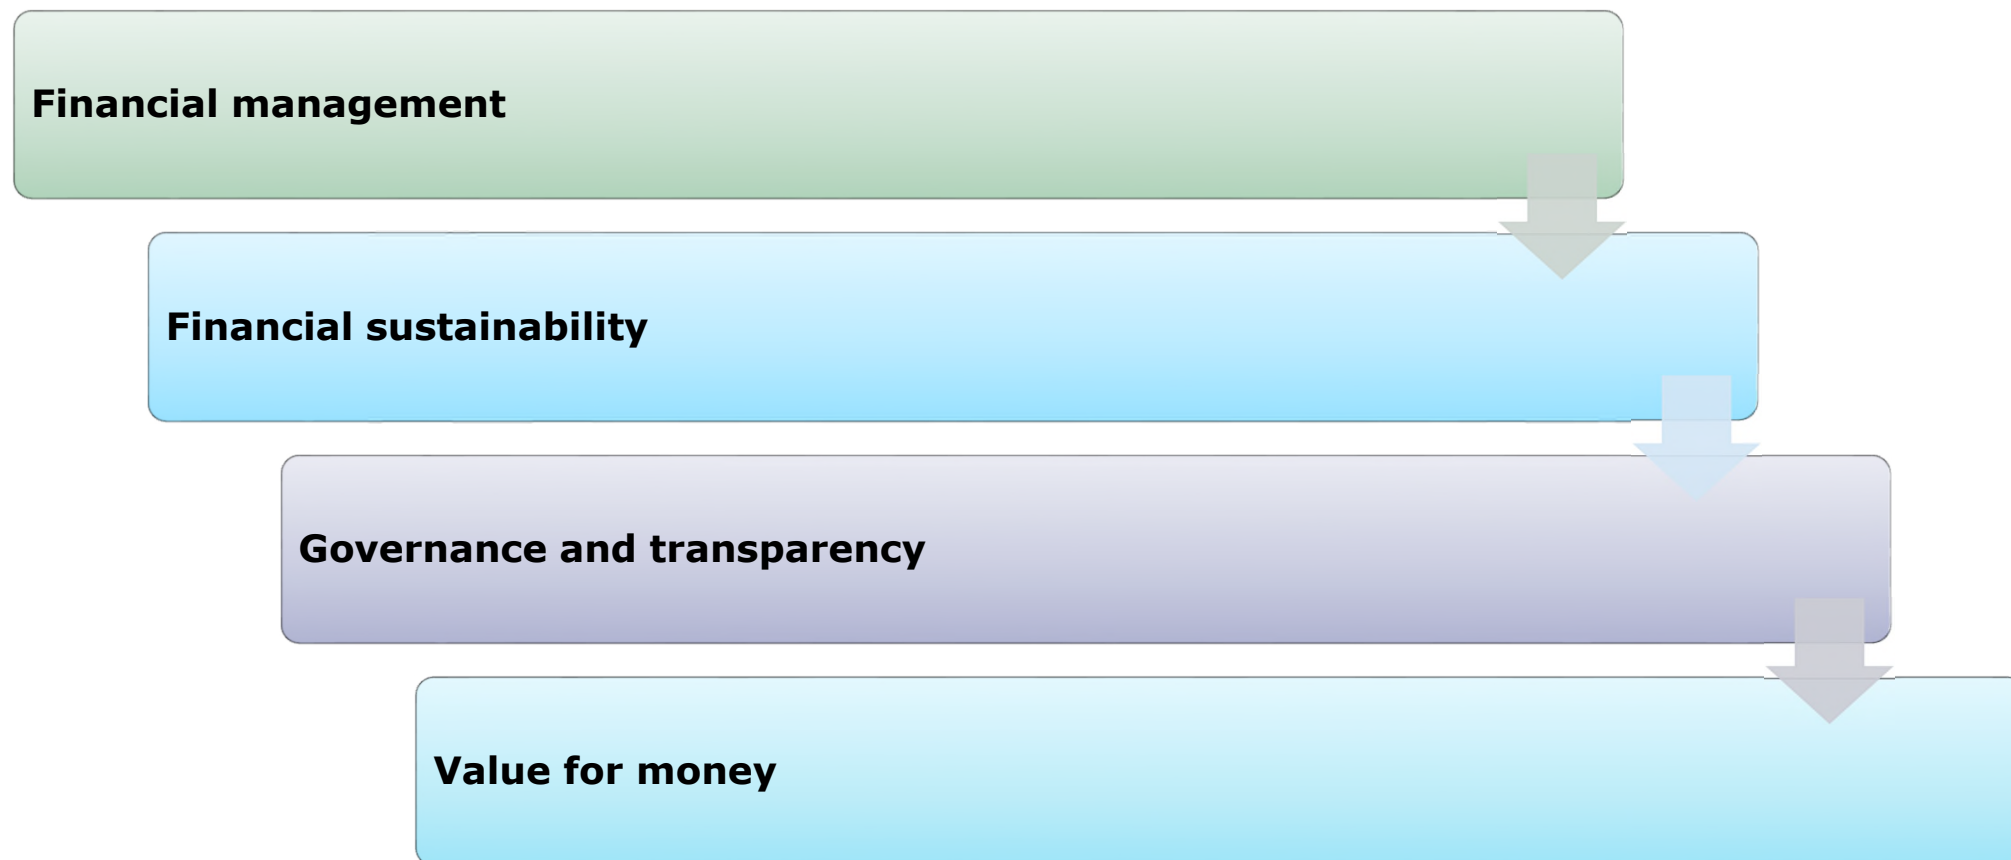 Financial management
Financial sustainability
Governance and transparency
Value for money